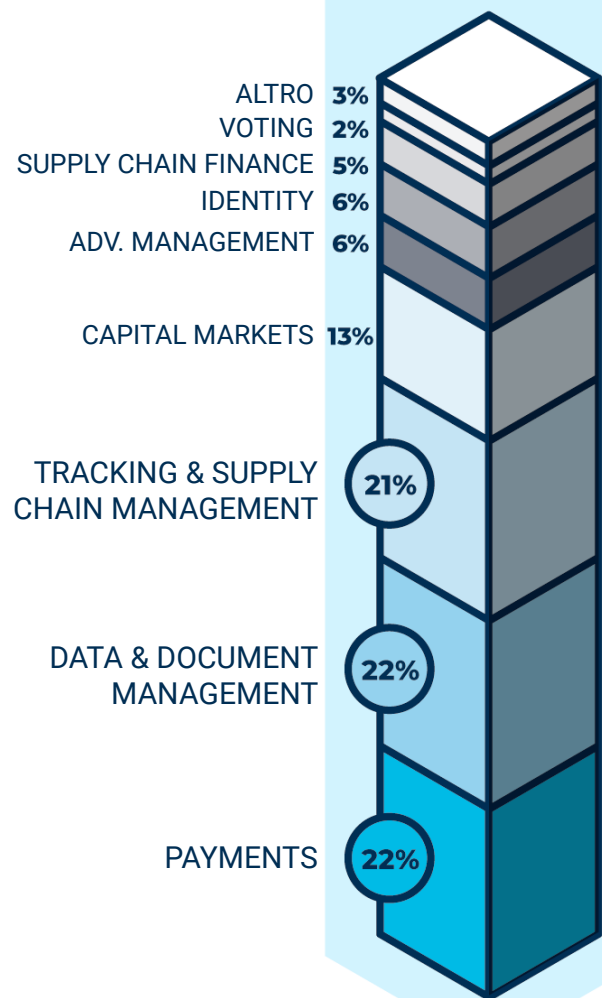 ALTRO 3%
VOTING 2%
SUPPLY CHAIN FINANCE 5%
IDENTITY 6%
ADV. MANAGEMENT 6%
CAPITAL MARKETS 13%
TRACKING & SUPPLY
CHAIN MANAGEMENT
21%
DATA & DOCUMENT
MANAGEMENT
22%
PAYMENTS 22%